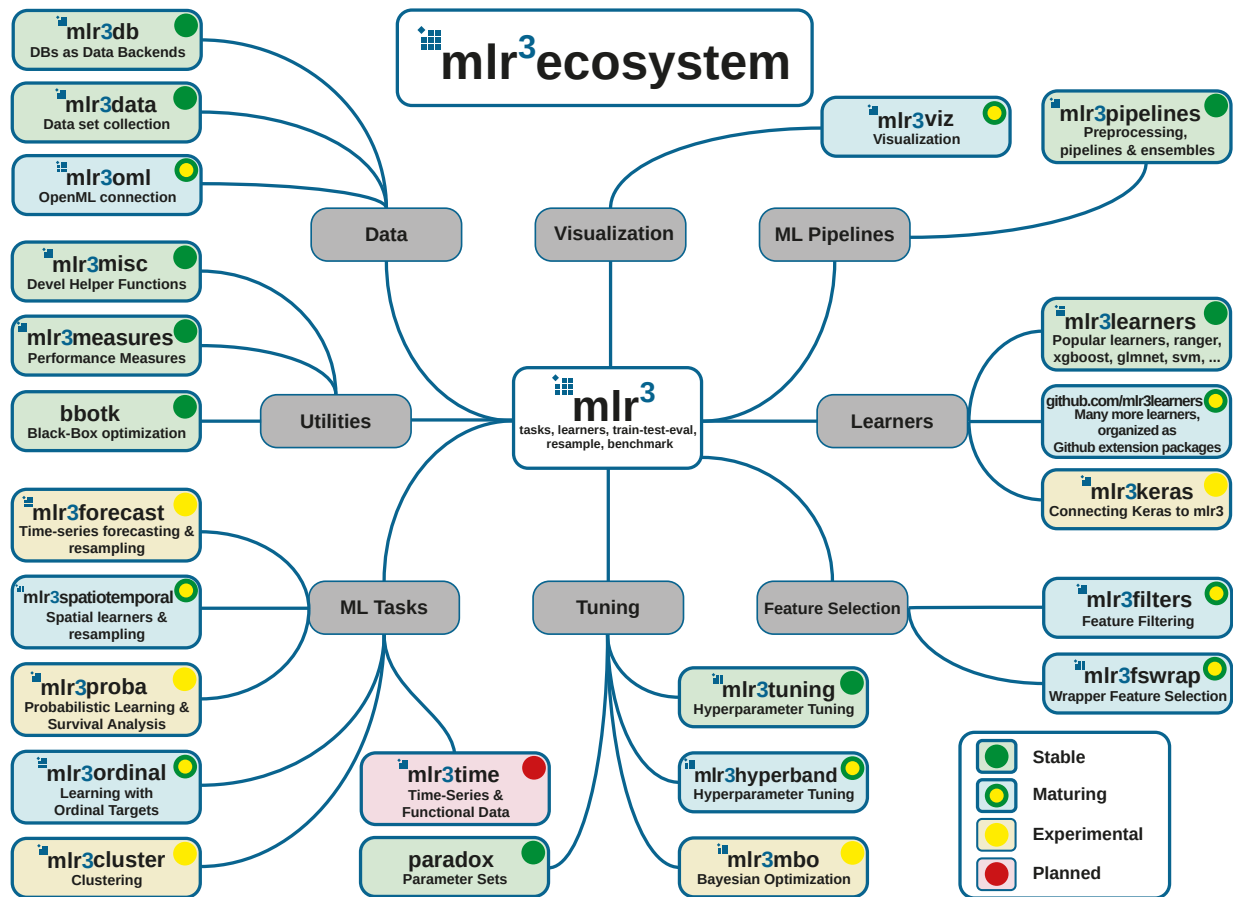 mlr3ecosystem
mlr3db
DBs as Data Backends
mlr3data
Data set collection
mlr3oml
OpenML connection
mlr3misc
Devel Helper Functions
mlr3measures
Performance Measures
bbotk
Black-Box optimization
mlr3forecast
Time-series forecasting &
resampling
mlr3spatiotemporal
Spatial learners &
resampling
mlr3proba
Probabilistic Learning &
Survival Analysis
mlr3ordinal
Learning with
Ordinal Targets
mlr3cluster
Clustering
Data
Visualization
ML Pipelines
mlr3viz
Visualization
mlr3pipelines
Preprocessing,
pipelines & ensembles
Utilities
mlr3
tasks, learners, train-test-eval,
resample, benchmark
Learners
mlr3learners
Popular learners, ranger,
xgboost, glmnet, svm, ...
github.com/mlr3learners
Many more learners,
organized as
Github extension packages
mlr3keras
Connecting Keras to mlr3
ML Tasks
Tuning
Feature Selection
mlr3filters
Feature Filtering
mlr3fswrap
Wrapper Feature Selection
mlr3time
Time-Series &
Functional Data
paradox
Parameter Sets
mlr3tuning
Hyperparameter Tuning
mlr3hyperband
Hyperparameter Tuning
mlr3mbo
Bayesian Optimization
Stable
Maturing
Experimental
Planned